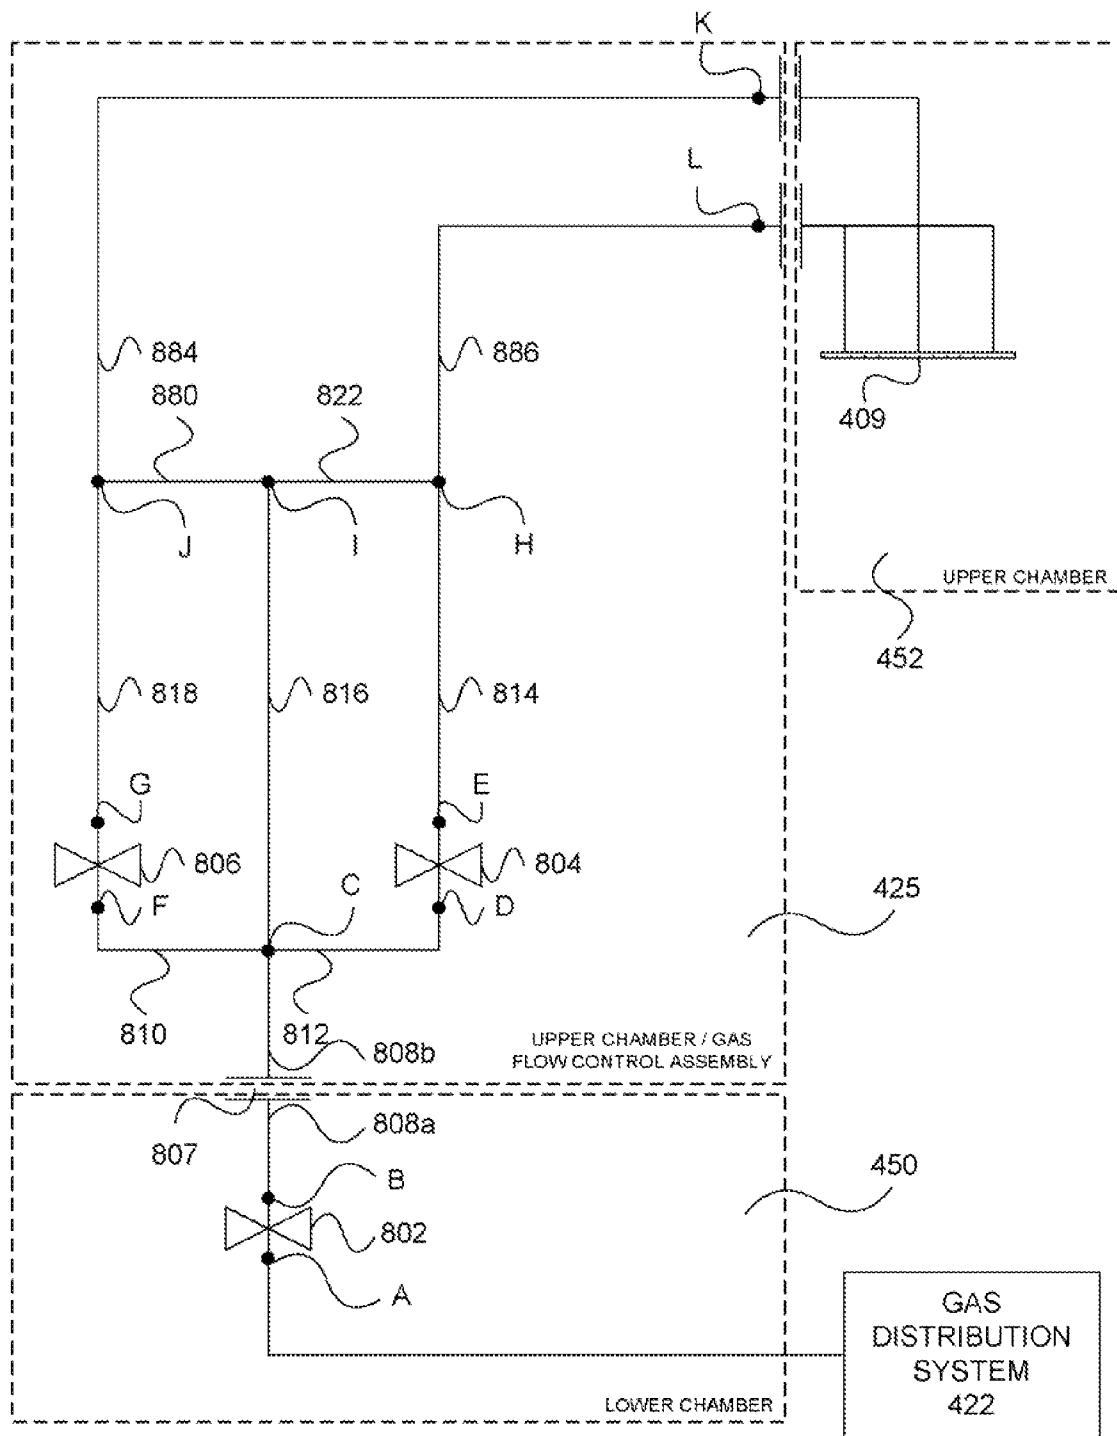 K
L
884
886
880
822
409
J
I
H
UPPER CHAMBER
452
818
816
814
G
E
806
804
C
F
D
425
810
812
UPPER CHAMBER / GAS
FLOW CONTROL ASSEMBLY
808b
807
808a
B
450
802
A
GAS
DISTRIBUTION
SYSTEM
422
LOWER CHAMBER